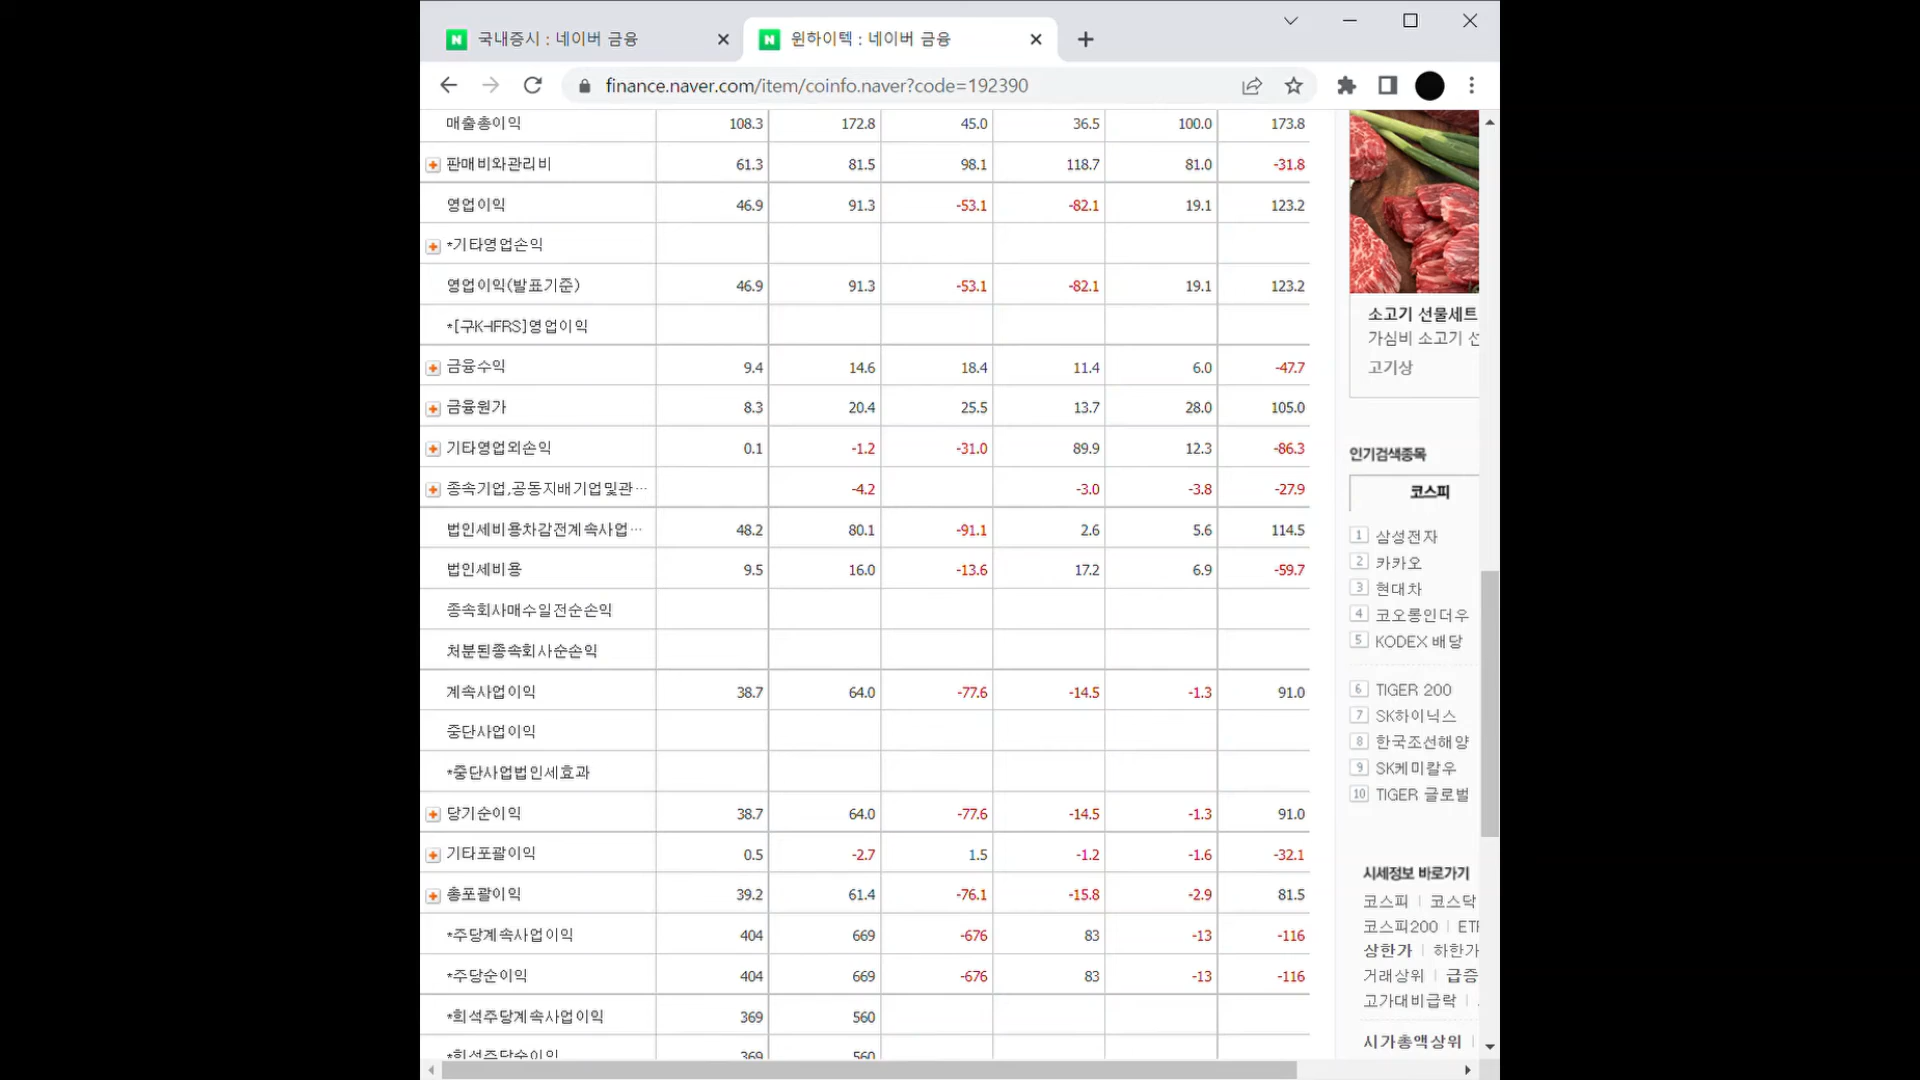 국내증시 : 네이버 금융
윈하이텍 : 네이버 금융
finance.naver.com/item/coinfo.naver?code=192390
매출총이익 108.3 172.8 45.0 36.5 100.0 173.8
판매비와관리비 61.3 81.5 98.1 118.7 81.0 -31.8
영업이익 46.9 91.3 -53.1 -82.1 19.1 123.2
*기타영업손익
영업이익(발표기준) 46.9 91.3 -53.1 -82.1 19.1 123.2
*[구K-IFRS]영업이익
금융수익 9.4 14.6 18.4 11.4 6.0 -47.7
금융원가 8.3 20.4 25.5 13.7 28.0 105.0
기타영업외손익 0.1 -1.2 -31.0 89.9 12.3 -86.3
종속기업,공동지배기업및관… -4.2 -3.0 -3.8 -27.9
법인세비용차감전계속사업… 48.2 80.1 -91.1 2.6 5.6 114.5
법인세비용 9.5 16.0 -13.6 17.2 6.9 -59.7
종속회사매수일전순손익
처분된종속회사순손익
계속사업이익 38.7 64.0 -77.6 -14.5 -1.3 91.0
중단사업이익
*중단사업법인세효과
당기순이익 38.7 64.0 -77.6 -14.5 -1.3 91.0
기타포괄이익 0.5 -2.7 1.5 -1.2 -1.6 -32.1
총포괄이익 39.2 61.4 -76.1 -15.8 -2.9 81.5
*주당계속사업이익 404 669 -676 83 -13 -116
*주당순이익 404 669 -676 83 -13 -116
*희석주당계속사업이익 369 560
*희석주당순이익 369 560
소고기 선물세트
가심비 소고기 선
고기상
인기검색종목
코스피
1 삼성전자
2 카카오
3 현대차
4 코오롱인더우
5 KODEX 배당
6 TIGER 200
7 SK하이닉스
8 한국조선해양
9 SK케미칼우
10 TIGER 글로벌
시세정보 바로가기
코스피 | 코스닥
코스피200 | ETF
상한가 | 하한가
거래상위 | 급증
고가대비급락 |
시가총액상위 |